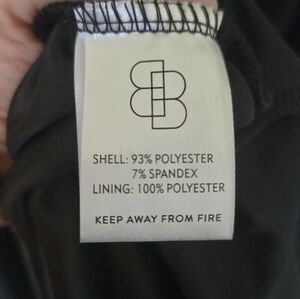 SHELL: 93% POLYESTER
7% SPANDEX
LINING: 100% POLYESTER
KEEP AWAY FROM FIRE